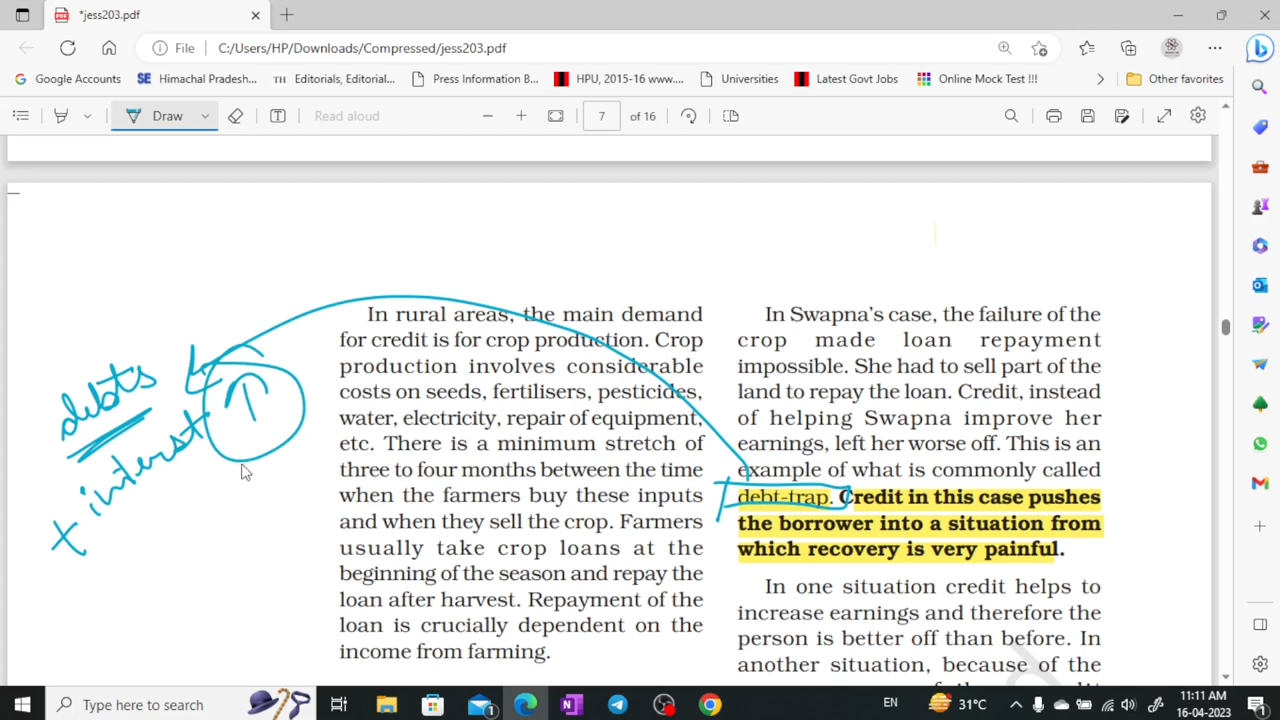 *jess203.pdf
File C:/Users/HP/Downloads/Compressed/jess203.pdf
Google Accounts SE Himachal Pradesh... TH Editorials, Editorial... Press Information B... HPU, 2015-16 www.... Universities Latest Govt Jobs Online Mock Test !!! Other favorites
Draw Read aloud 7 of 16
In rural areas, the main demand
for credit is for crop production. Crop
production involves considerable
costs on seeds, fertilisers, pesticides,
water, electricity, repair of equipment,
etc. There is a minimum stretch of
three to four months between the time
when the farmers buy these inputs
and when they sell the crop. Farmers
usually take crop loans at the
beginning of the season and repay the
loan after harvest. Repayment of the
loan is crucially dependent on the
income from farming.
In Swapna's case, the failure of the
crop made loan repayment
impossible. She had to sell part of the
land to repay the loan. Credit, instead
of helping Swapna improve her
earnings, left her worse off. This is an
example of what is commonly called
debt-trap. Credit in this case pushes
the borrower into a situation from
which recovery is very painful.
In one situation credit helps to
increase earnings and therefore the
person is better off than before. In
another situation, because of the
debts
+ interst
Type here to search
1
31°C
EN
11:11 AM
16-04-2023
1